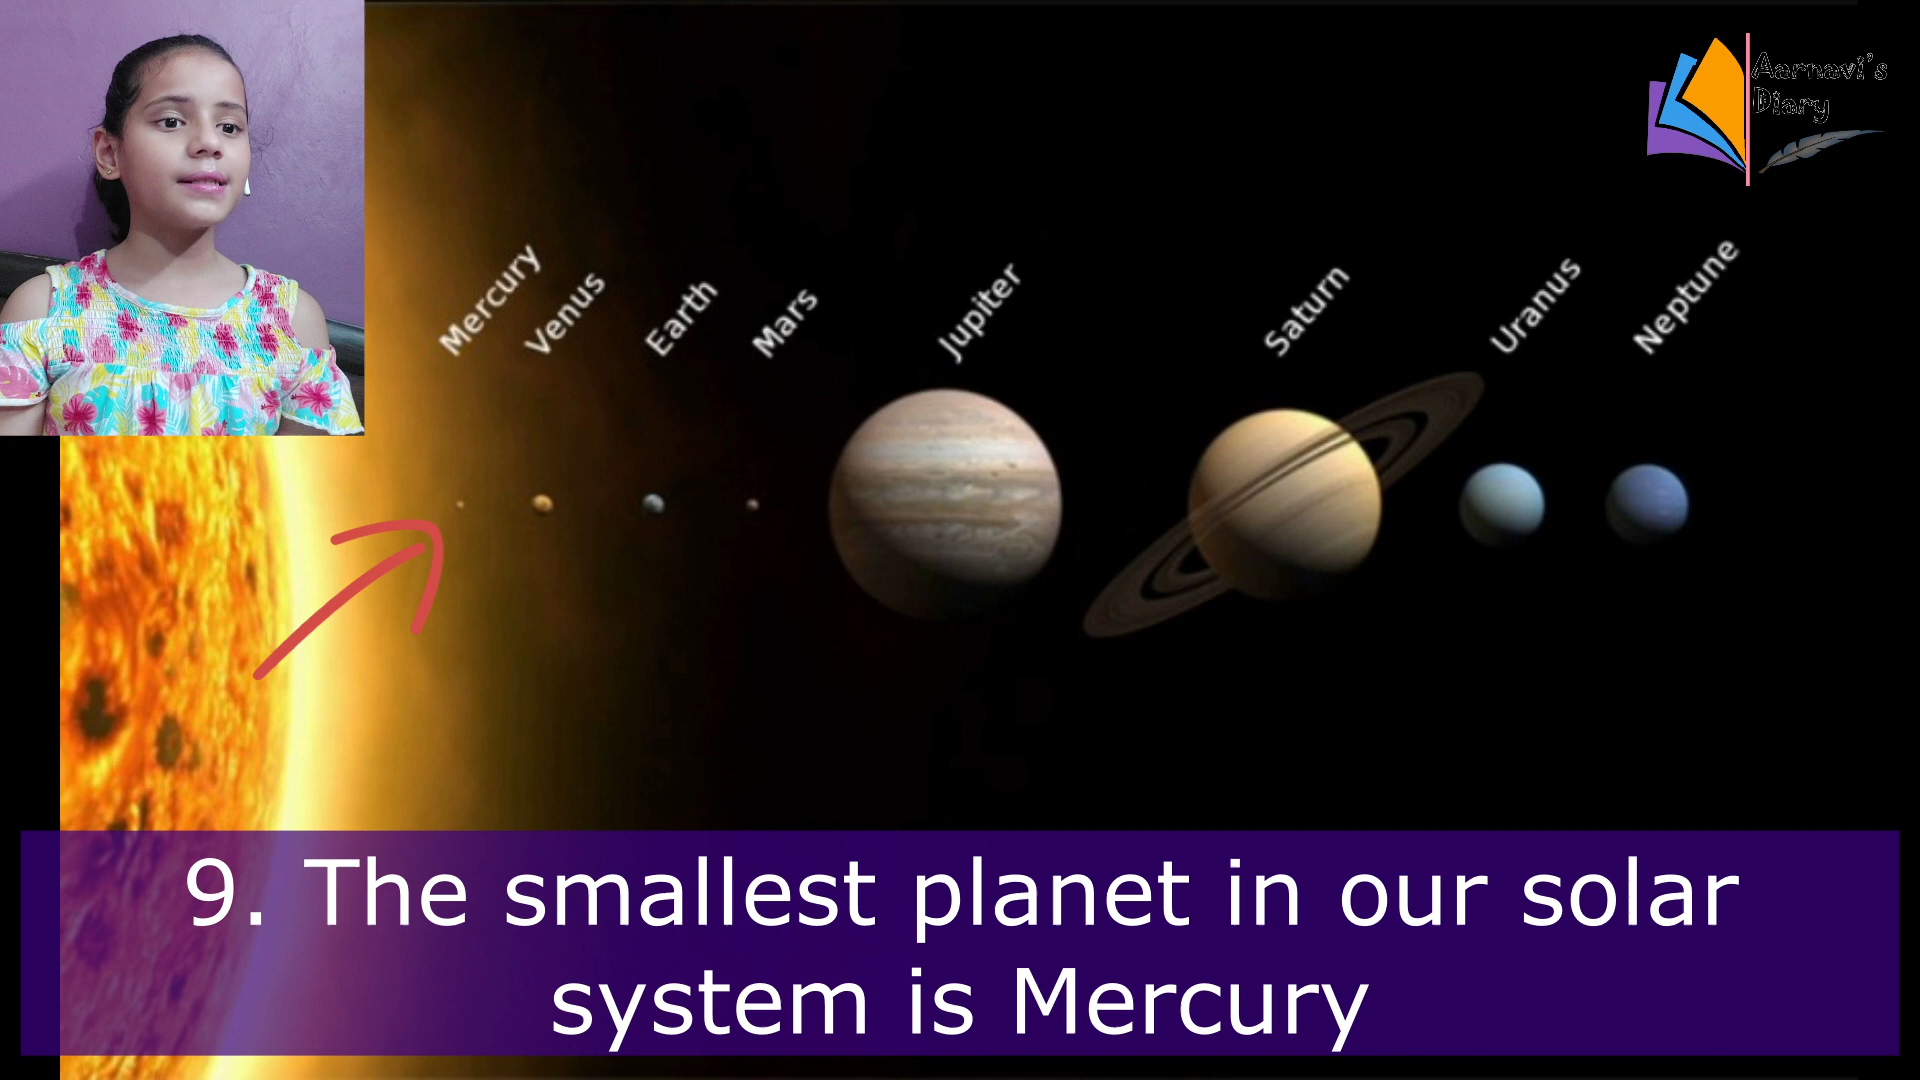 Aarnavi's
Diary
Mercury
Venus
Earth
Mars
Jupiter
Saturn
Uranus
Neptune
9. The smallest planet in our solar
system is Mercury